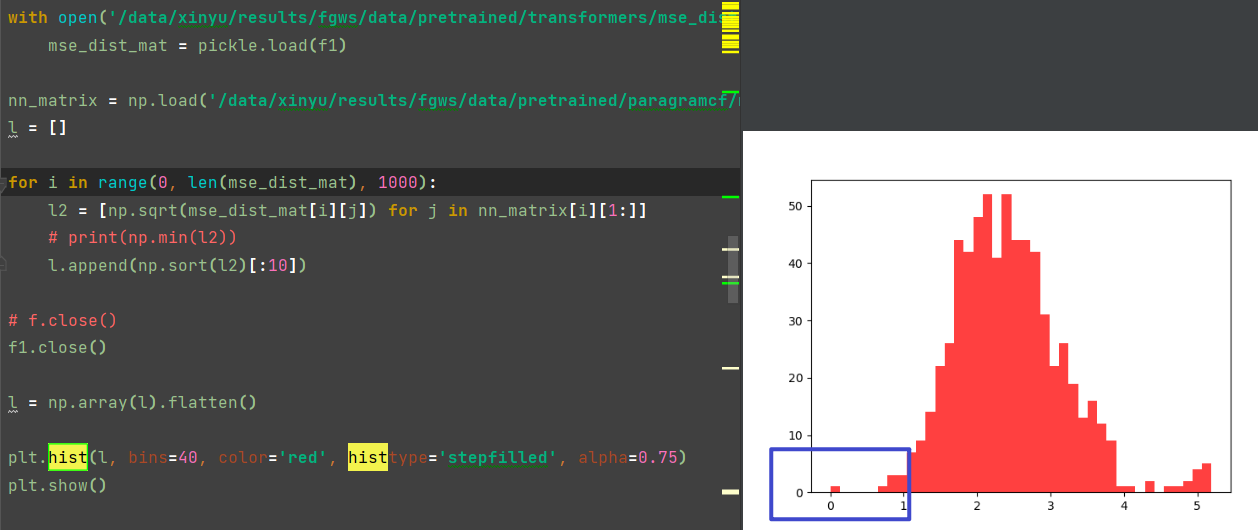 with open('/data/xinyu/results/fgws/data/pretrained/transformers/mse_dis
mse_dist_mat = pickle.load(f1)
nn_matrix = np.load('/data/xinyu/results/fgws/data/pretrained/paragramcf/
l = []
for i in range(0, len(mse_dist_mat), 1000):
l2 = [np.sqrt(mse_dist_mat[i][j]) for j in nn_matrix[i][1:]]
# print(np.min(l2))
l.append(np.sort(l2)[:10])
# f.close()
f1.close()
l = np.array(l).flatten()
plt.hist(l, bins=40, color='red', histtype='stepfilled', alpha=0.75)
plt.show()
50
40
30
20
10
0
0 1 2 3 4 5